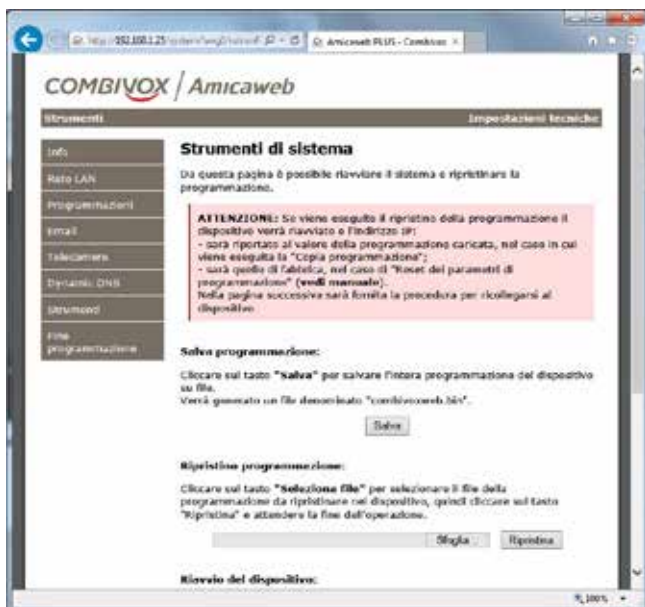 Amicaweb PLUS - Combivox
COMBIVOX / Amicaweb
Strumenti
Impostazioni tecniche
Info
Rete LAN
Programmazioni
Email
Telecamere
Dynamic DNS
Strumenti
Fine
programmazione
Strumenti di sistema
Da questa pagina è possibile riavviare il sistema e ripristinare la
programmazione.
ATTENZIONE: Se viene eseguito il ripristino della programmazione il
dispositivo verrà riavviato e l'indirizzo IP:
- sarà riportato al valore della programmazione caricata, nel caso in cui
viene eseguita la "Copia programmazione";
- sarà quello di fabbrica, nel caso di "Reset dei parametri di
programmazione" (vedi manuale).
Nella pagina successiva sarà fornita la procedura per ricollegarsi al
dispositivo
Salva programmazione:
Cliccare sul tasto "Salva" per salvare l'intera programmazione del dispositivo
su file.
Verrà generato un file denominato "combivoxweb.bin".
Salva
Ripristino programmazione:
Cliccare sul tasto "Seleziona file" per selezionare il file della
programmazione da ripristinare nel dispositivo, quindi cliccare sul tasto
"Ripristina" e attendere la fine dell'operazione.
Sfoglia...
Ripristina
Riavvio del dispositivo:
100%